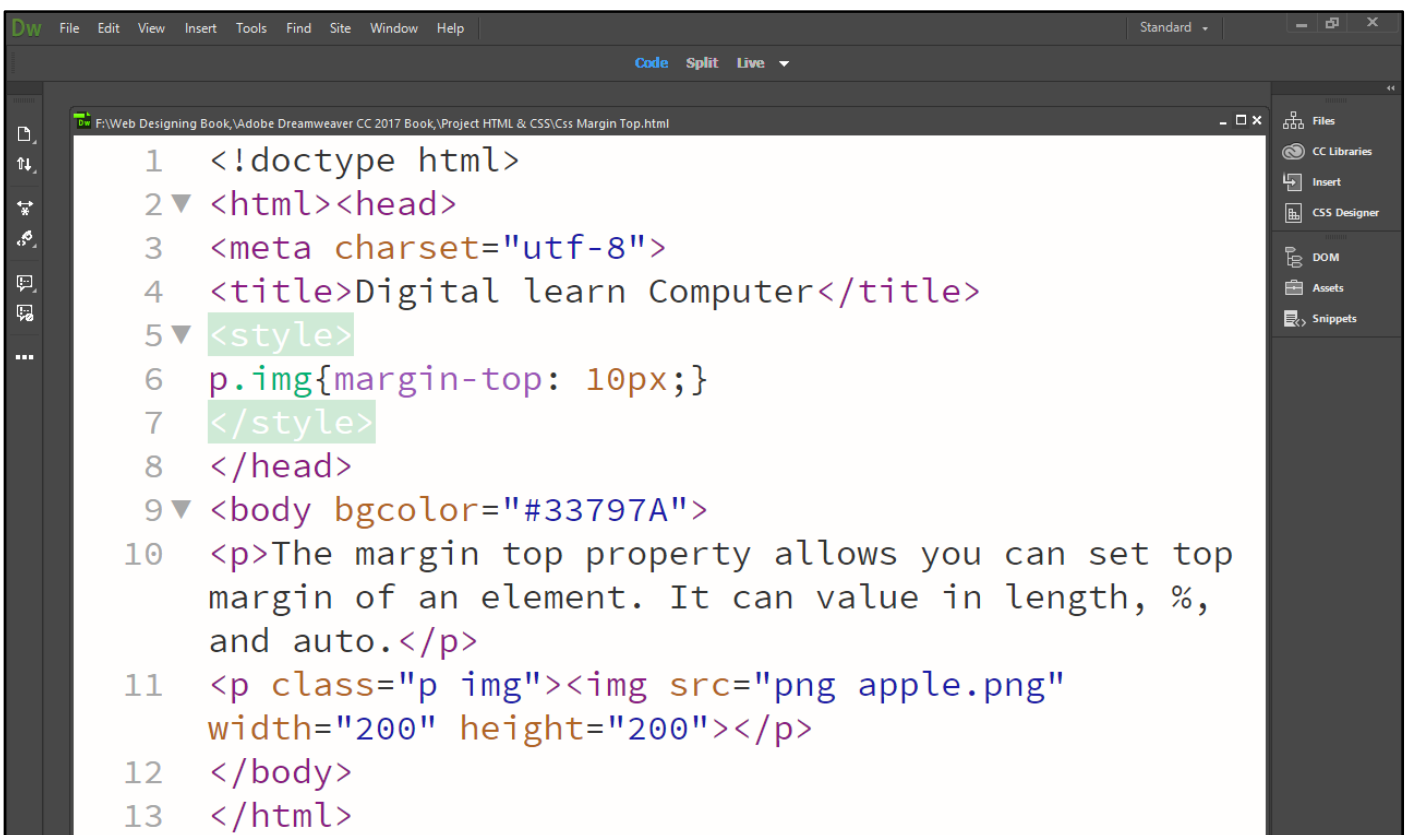 Dw File Edit View Insert Tools Find Site Window Help Standard
Code Split Live
Dw F:\Web Designing Book,\Adobe Dreamweaver CC 2017 Book,\Project HTML & CSS\Css Margin Top.html
1 <!doctype html>
2 <html><head>
3 <meta charset="utf-8">
4 <title>Digital learn Computer</title>
5 <style>
6 p.img{margin-top: 10px;}
7 </style>
8 </head>
9 <body bgcolor="#33797A">
10 <p>The margin top property allows you can set top
margin of an element. It can value in length, %,
and auto.</p>
11 <p class="p img"><img src="png apple.png"
width="200" height="200"></p>
12 </body>
13 </html>
Files
CC Libraries
Insert
CSS Designer
DOM
Assets
Snippets